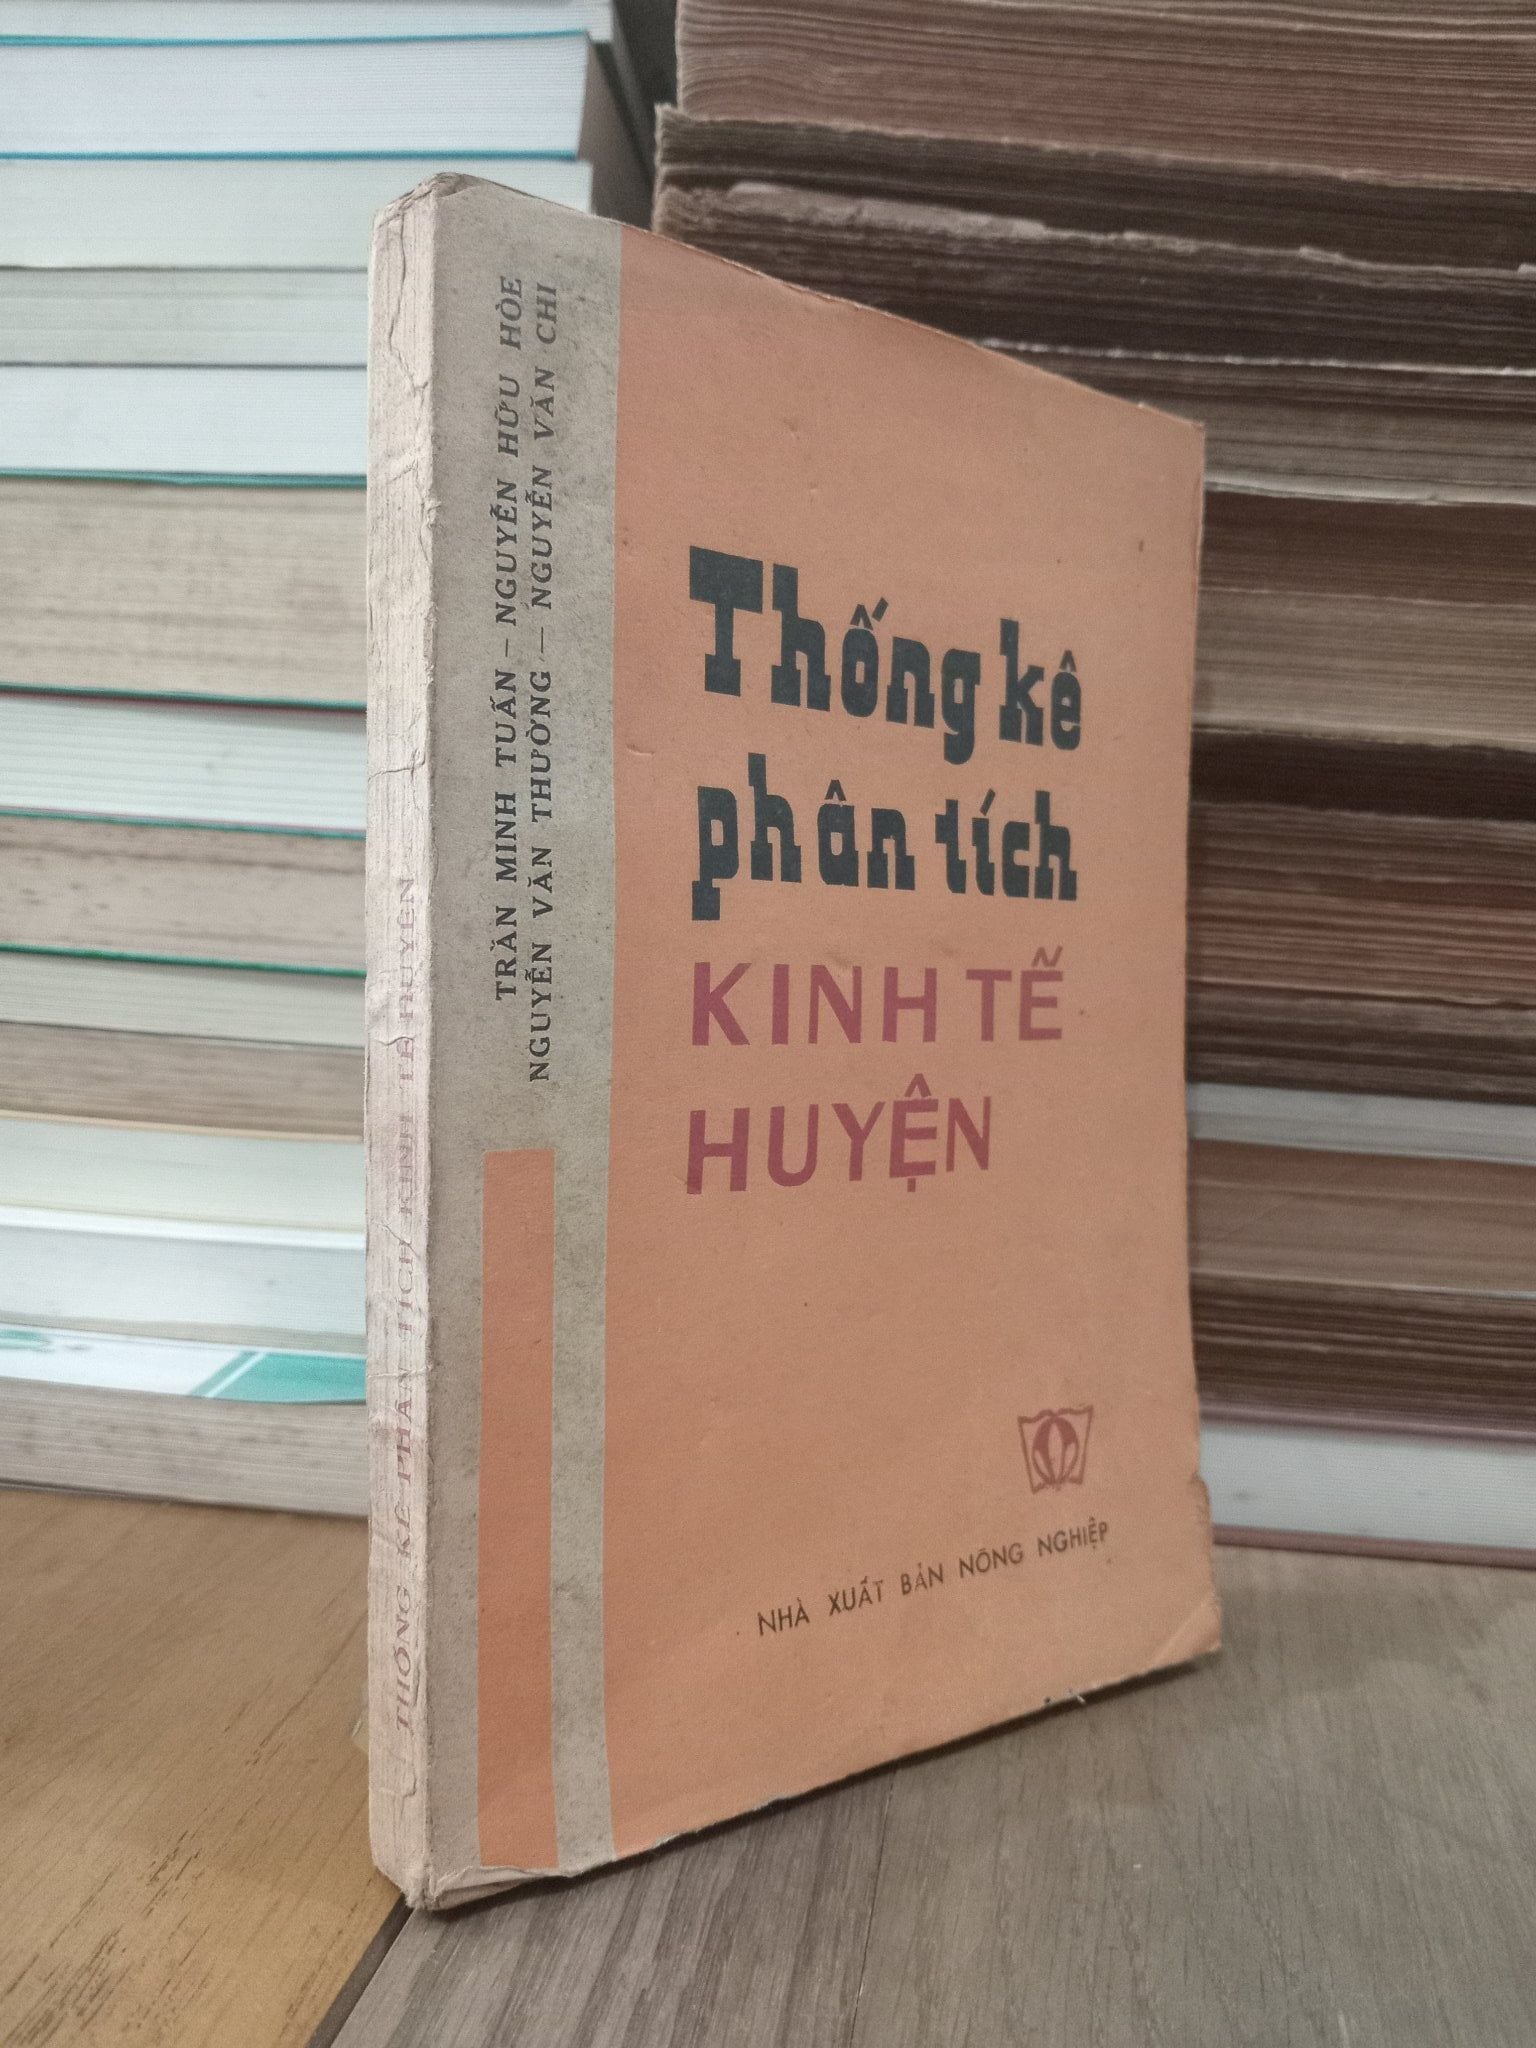 TRẦN MINH TUẤN – NGUYỄN HỮU HÒE
NGUYỄN VĂN THƯỜNG – NGUYỄN VĂN CHI
Thống kê
phân tích
KINH TẾ
HUYỆN
NHÀ XUẤT BẢN NÔNG NGHIỆP
THỐNG KÊ PHÂN TÍCH KINH TẾ HUYỆN